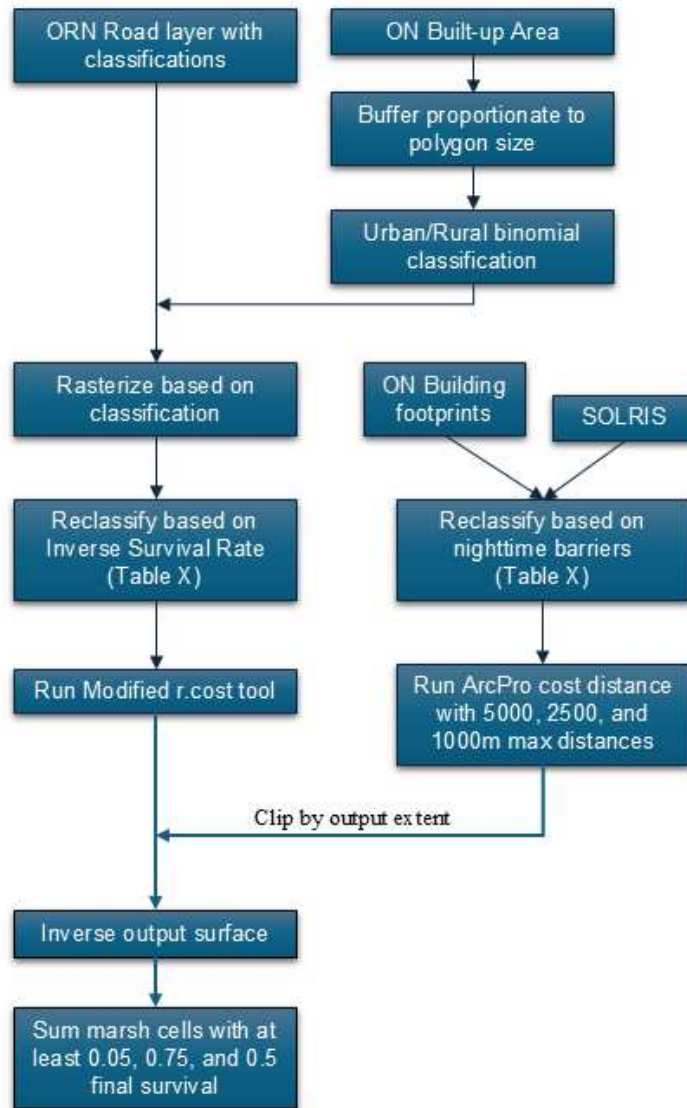 ORN Road layer with
classifications
ON Built-up Area
Buffer proportionate to
polygon size
Urban/Rural binomial
classification
Rasterize based on
classification
ON Building
footprints
SOLRIS
Reclassify based on
Inverse Survival Rate
(Table X)
Reclassify based on
nighttime barriers
(Table X)
Run Modified r.cost tool
Run ArcPro cost distance
with 5000, 2500, and
1000m max distances
Clip by output extent
Inverse output surface
Sum marsh cells with at
least 0.05, 0.75, and 0.5
final survival